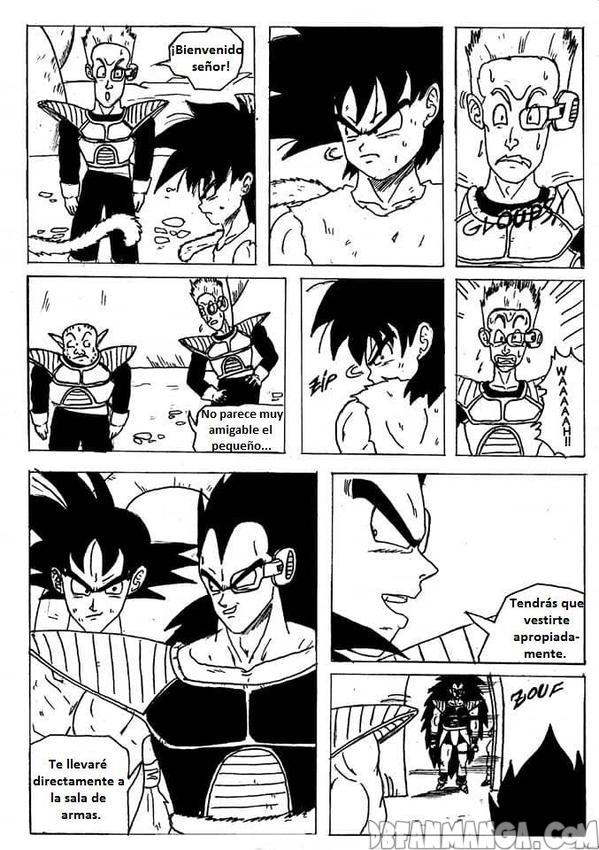 ¡Bienvenido
señor!
GLOUPS!!
No parece muy
amigable el
pequeño...
ZIP
WAAAAAH!!
Te llevaré
directamente a
la sala de
armas.
Tendrás que
vestirte
apropiada-
mente.
ZOUF
DBFANMANGA.COM